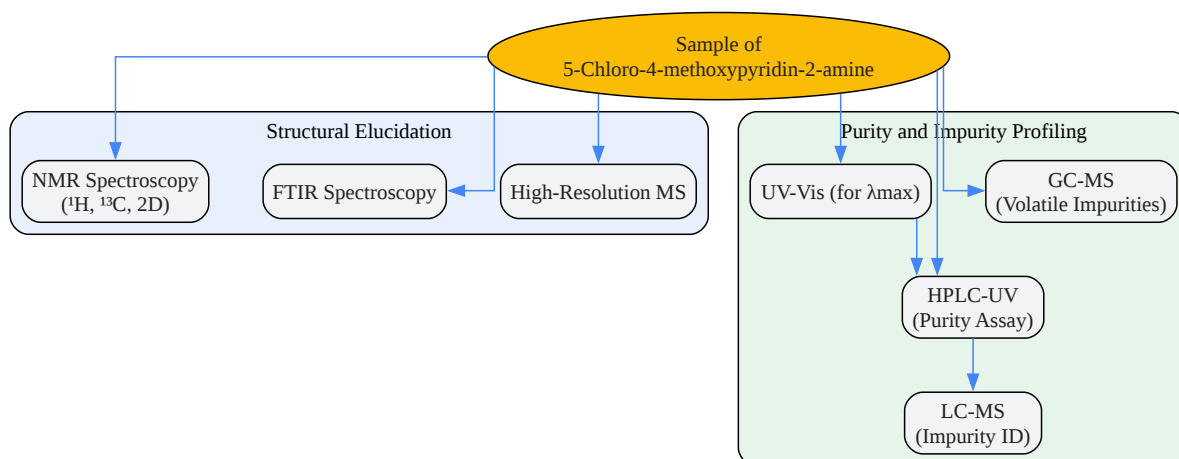 Sample of
5-Chloro-4-methoxypyridin-2-amine
Structural Elucidation
NMR Spectroscopy
(¹H, ¹³C, 2D)
FTIR Spectroscopy
High-Resolution MS
Purity and Impurity Profiling
UV-Vis (for λmax)
GC-MS
(Volatile Impurities)
HPLC-UV
(Purity Assay)
LC-MS
(Impurity ID)